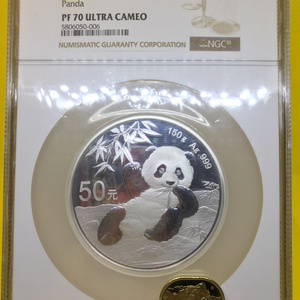 Panda
PF 70 ULTRA CAMEO
5806050-006
NUMISMATIC GUARANTY CORPORATION
NGC
150g Ag .999
50元